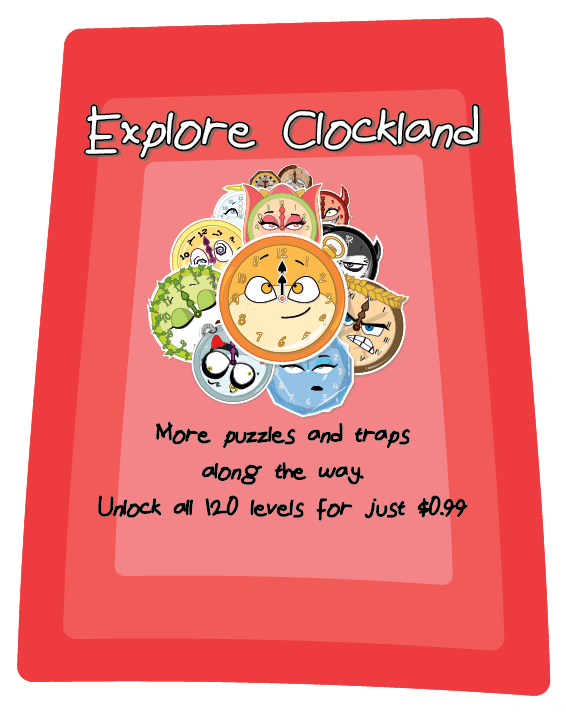 Explore Clockland
More puzzles and traps
along the way.
Unlock all 120 levels for just $0.99